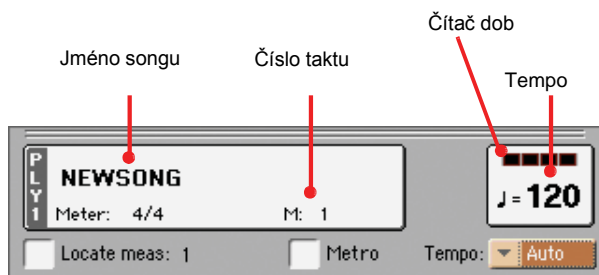 Čítač dob
Jméno songu
Číslo taktu
Tempo
PLY1
NEWSONG
Meter: 4/4 M: 1
♩=120
Locate meas: 1 Metro Tempo: Auto